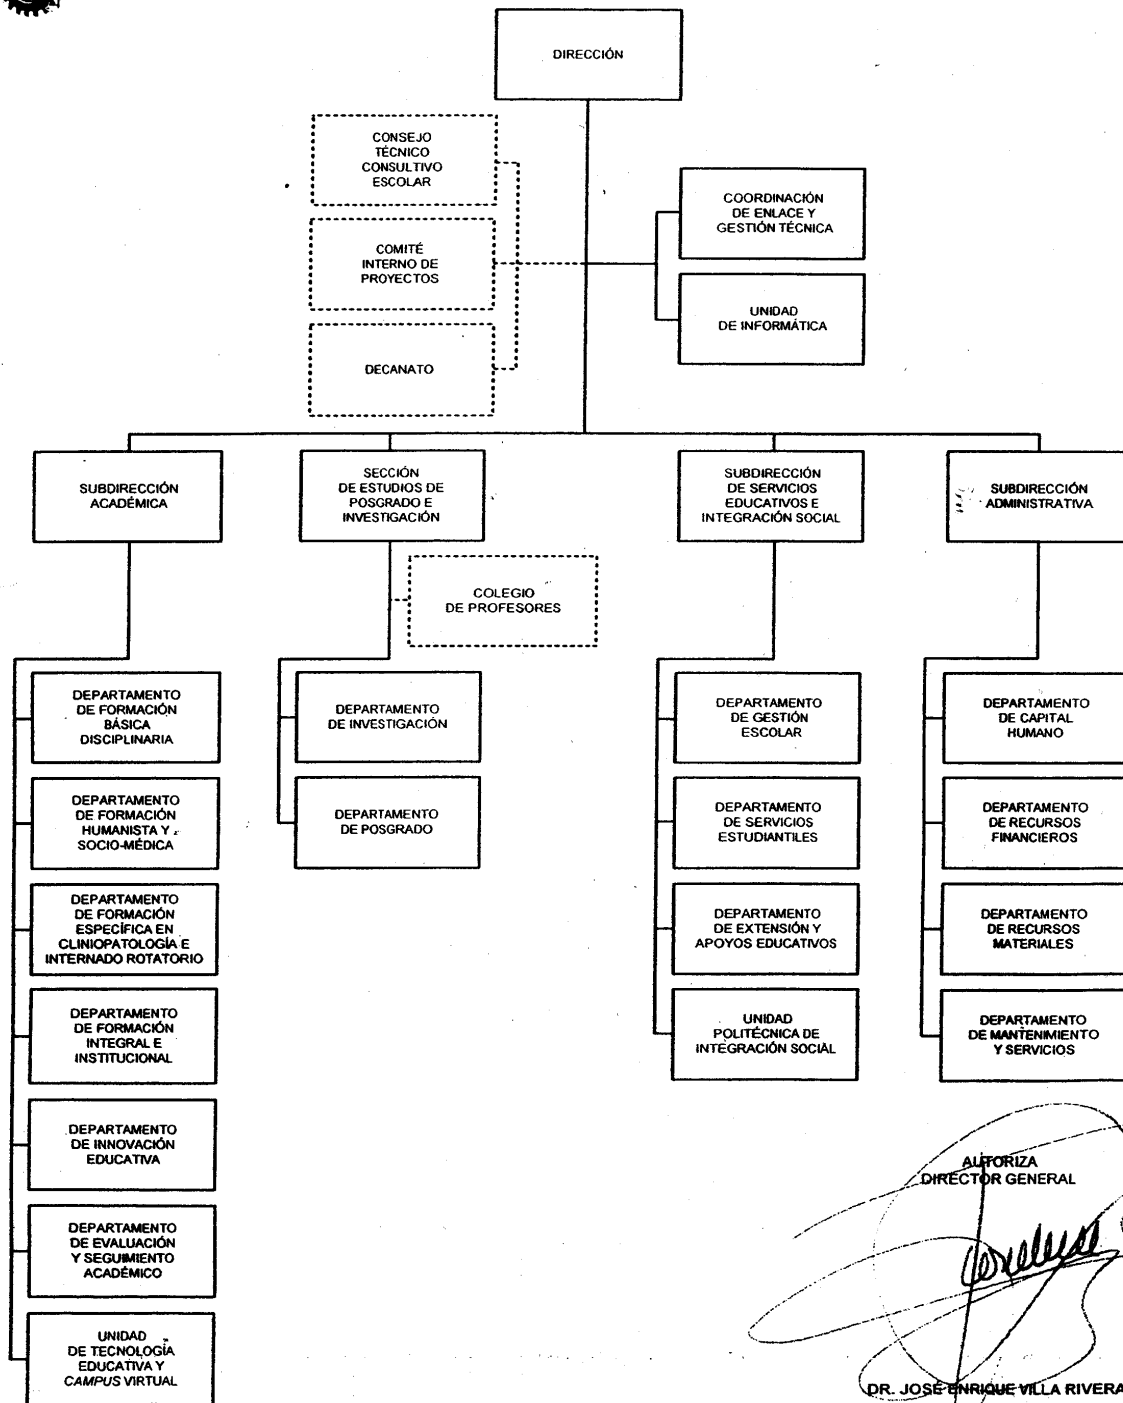 DIRECCIÓN
CONSEJO
TÉCNICO
CONSULTIVO
ESCOLAR
COORDINACIÓN
DE ENLACE Y
GESTIÓN TÉCNICA
COMITÉ
INTERNO DE
PROYECTOS
UNIDAD
DE INFORMÁTICA
DECANATO
SUBDIRECCIÓN
ACADÉMICA
SECCIÓN
DE ESTUDIOS DE
POSGRADO E
INVESTIGACIÓN
SUBDIRECCIÓN
DE SERVICIOS
EDUCATIVOS E
INTEGRACIÓN SOCIAL
SUBDIRECCIÓN
ADMINISTRATIVA
COLEGIO
DE PROFESORES
DEPARTAMENTO
DE FORMACIÓN
BÁSICA
DISCIPLINARIA
DEPARTAMENTO
DE FORMACIÓN
HUMANISTA Y
SOCIO-MÉDICA
DEPARTAMENTO
DE FORMACIÓN
ESPECÍFICA EN
CLINIOPATOLOGÍA E
INTERNADO ROTATORIO
DEPARTAMENTO
DE FORMACIÓN
INTEGRAL E
INSTITUCIONAL
DEPARTAMENTO
DE INNOVACIÓN
EDUCATIVA
DEPARTAMENTO
DE EVALUACIÓN
Y SEGUIMIENTO
ACADÉMICO
UNIDAD
DE TECNOLOGÍA
EDUCATIVA Y
CAMPUS VIRTUAL
DEPARTAMENTO
DE INVESTIGACIÓN
DEPARTAMENTO
DE POSGRADO
DEPARTAMENTO
DE GESTIÓN
ESCOLAR
DEPARTAMENTO
DE SERVICIOS
ESTUDIANTILES
DEPARTAMENTO
DE EXTENSIÓN Y
APOYOS EDUCATIVOS
UNIDAD
POLITÉCNICA DE
INTEGRACIÓN SOCIAL
DEPARTAMENTO
DE CAPITAL
HUMANO
DEPARTAMENTO
DE RECURSOS
FINANCIEROS
DEPARTAMENTO
DE RECURSOS
MATERIALES
DEPARTAMENTO
DE MANTENIMIENTO
Y SERVICIOS
AUTORIZA
DIRECTOR GENERAL
DR. JOSÉ ENRIQUE VILLA RIVERA